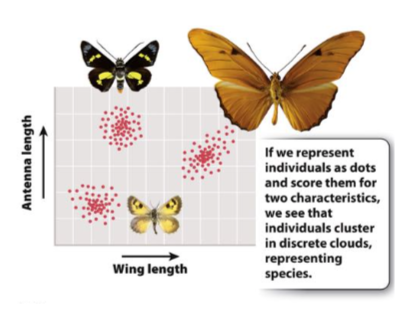 Antenna length
Wing length
If we represent
individuals as dots
and score them for
two characteristics,
we see that
individuals cluster
in discrete clouds,
representing
species.